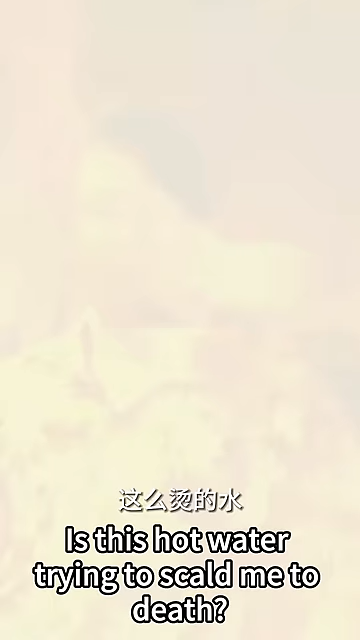 这么烫的水
Is this hot water
trying to scald me to
death?